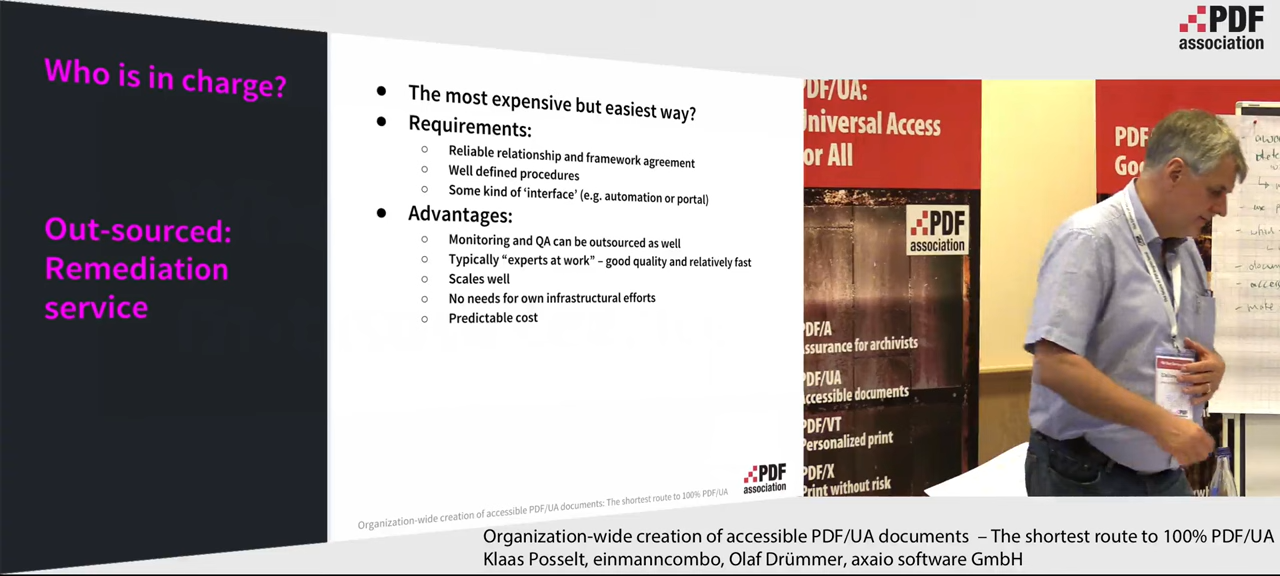 Who is in charge?
Out-sourced:
Remediation
service
● The most expensive but easiest way?
● Requirements:
○ Reliable relationship and framework agreement
○ Well defined procedures
○ Some kind of ‘interface’ (e.g. automation or portal)
● Advantages:
○ Monitoring and QA can be outsourced as well
○ Typically “experts at work” – good quality and relatively fast
○ Scales well
○ No needs for own infrastructural efforts
○ Predictable cost
PDF
association
Organization-wide creation of accessible PDF/UA documents: The shortest route to 100% PDF/UA
PDF
association
PDF/UA:
Universal Access
for All
PDF
association
PDF/A
Assurance for archivists
PDF/UA
Accessible documents
PDF/VT
Personalized print
PDF/X
Print without risk
PDF
Organization-wide creation of accessible PDF/UA documents – The shortest route to 100% PDF/UA
Klaas Posselt, einmanncombo, Olaf Drümmer, axaio software GmbH